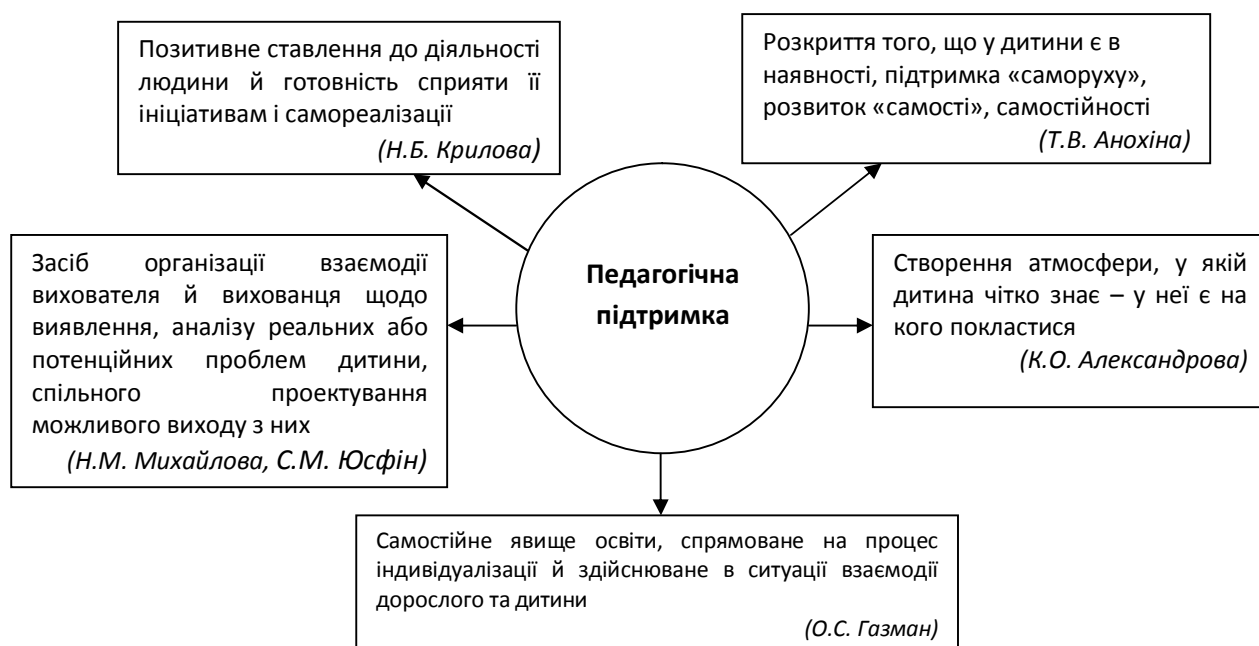 Позитивне ставлення до діяльності
людини й готовність сприяти її
ініціативам і самореалізації
(Н.Б. Крилова)
Розкриття того, що у дитини є в
наявності, підтримка «саморуху»,
розвиток «самості», самостійності
(Т.В. Анохіна)
Засіб організації взаємодії
вихователя й вихованця щодо
виявлення, аналізу реальних або
потенційних проблем дитини,
спільного проектування
можливого виходу з них
(Н.М. Михайлова, С.М. Юсфін)
Педагогічна
підтримка
Створення атмосфери, у якій
дитина чітко знає – у неї є на
кого покластися
(К.О. Александрова)
Самостійне явище освіти, спрямоване на процес
індивідуалізації й здійснюване в ситуації взаємодії
дорослого та дитини
(О.С. Газман)